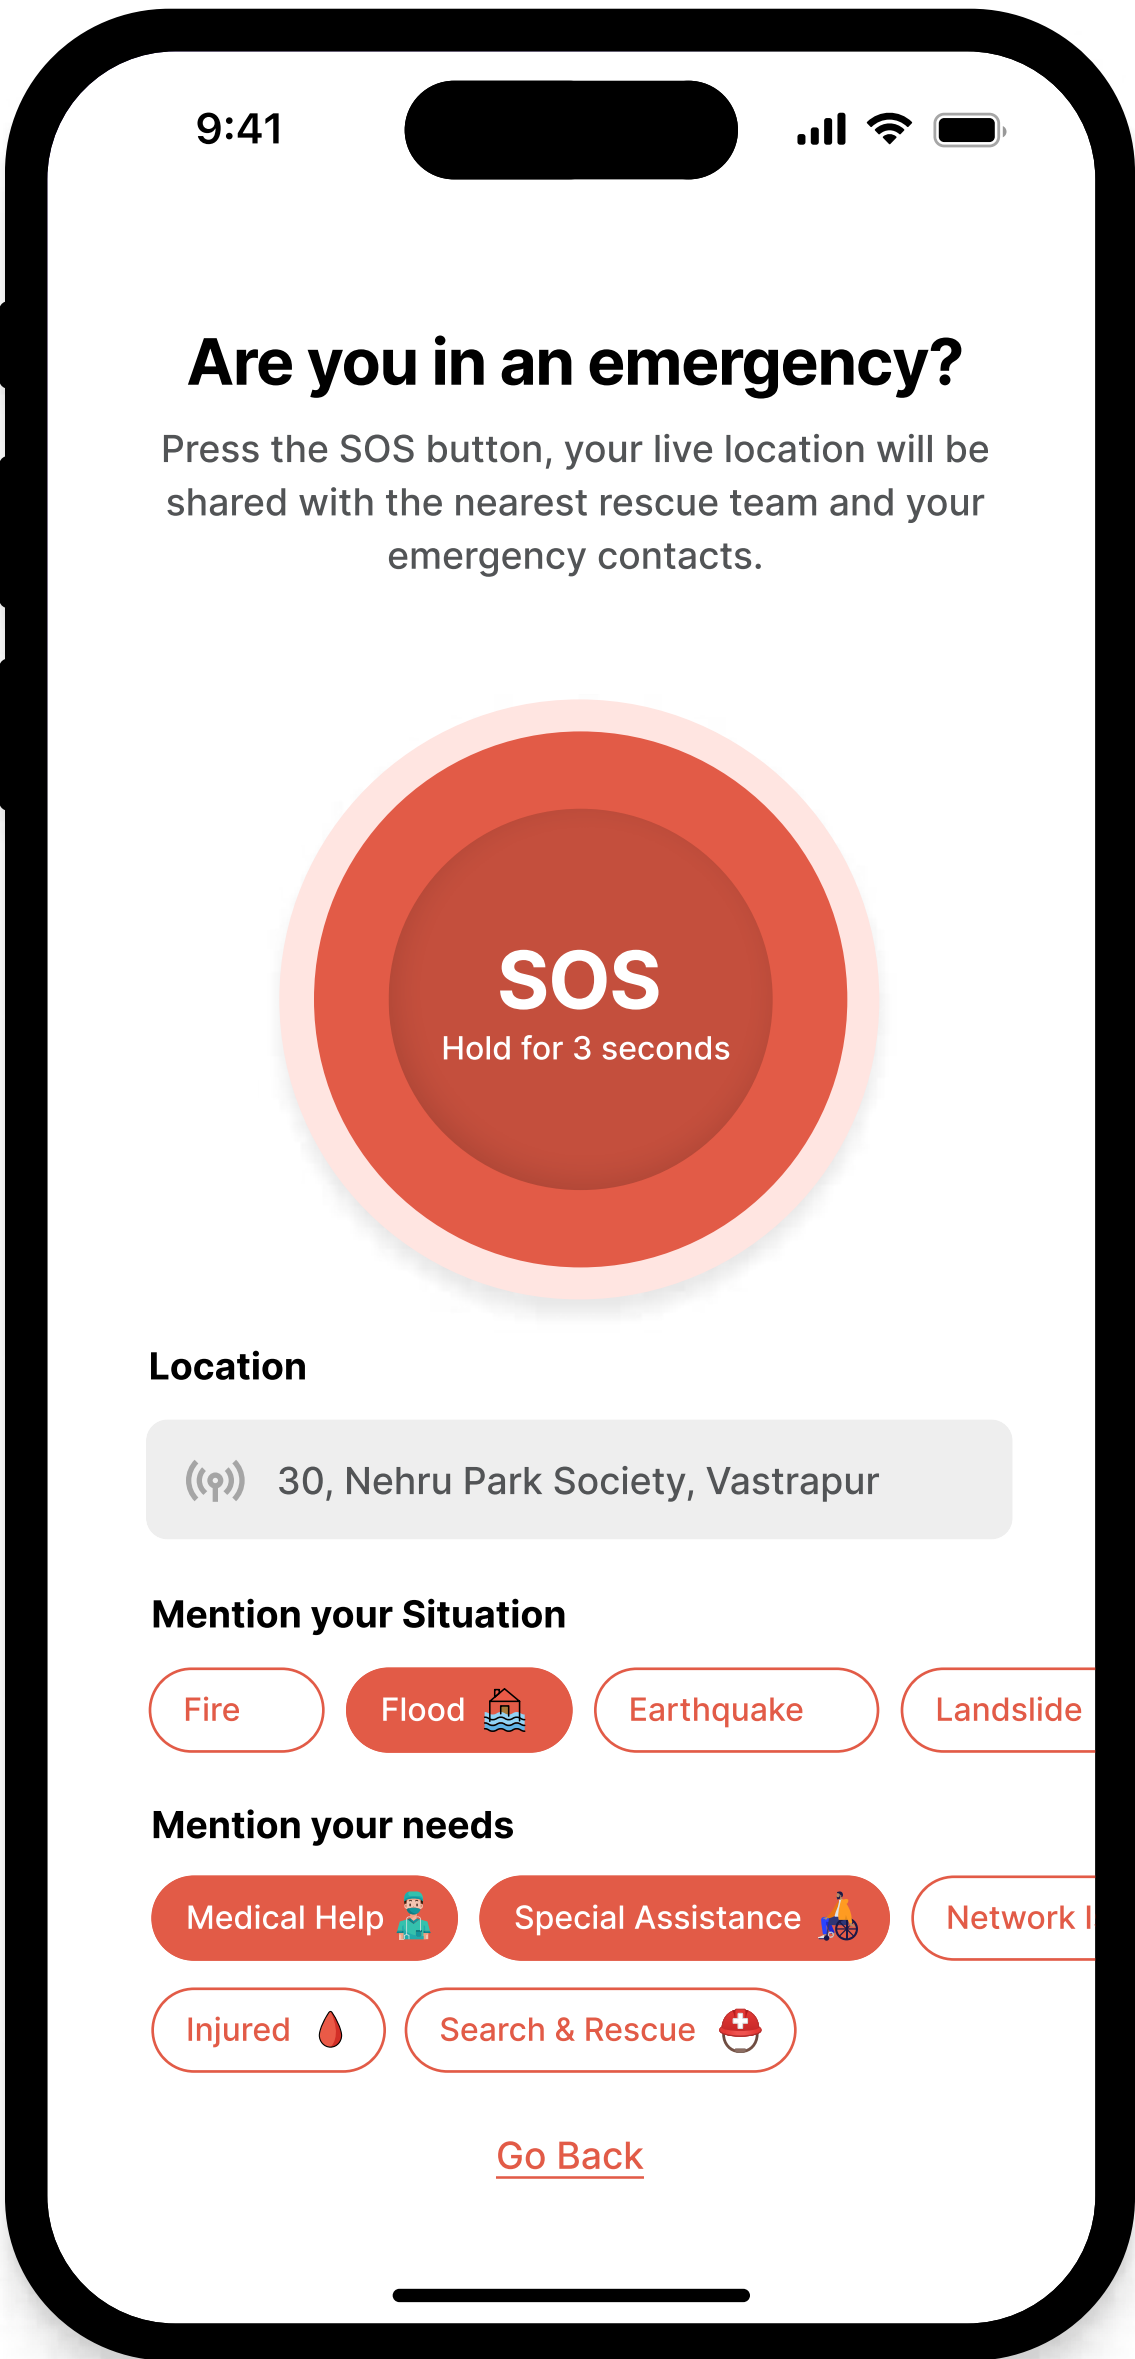 9:41
Are you in an emergency?
Press the SOS button, your live location will be
shared with the nearest rescue team and your
emergency contacts.
SOS
Hold for 3 seconds
Location
30, Nehru Park Society, Vastrapur
Mention your Situation
Fire Flood Earthquake Landslide
Mention your needs
Medical Help Special Assistance Network
Injured Search & Rescue
Go Back